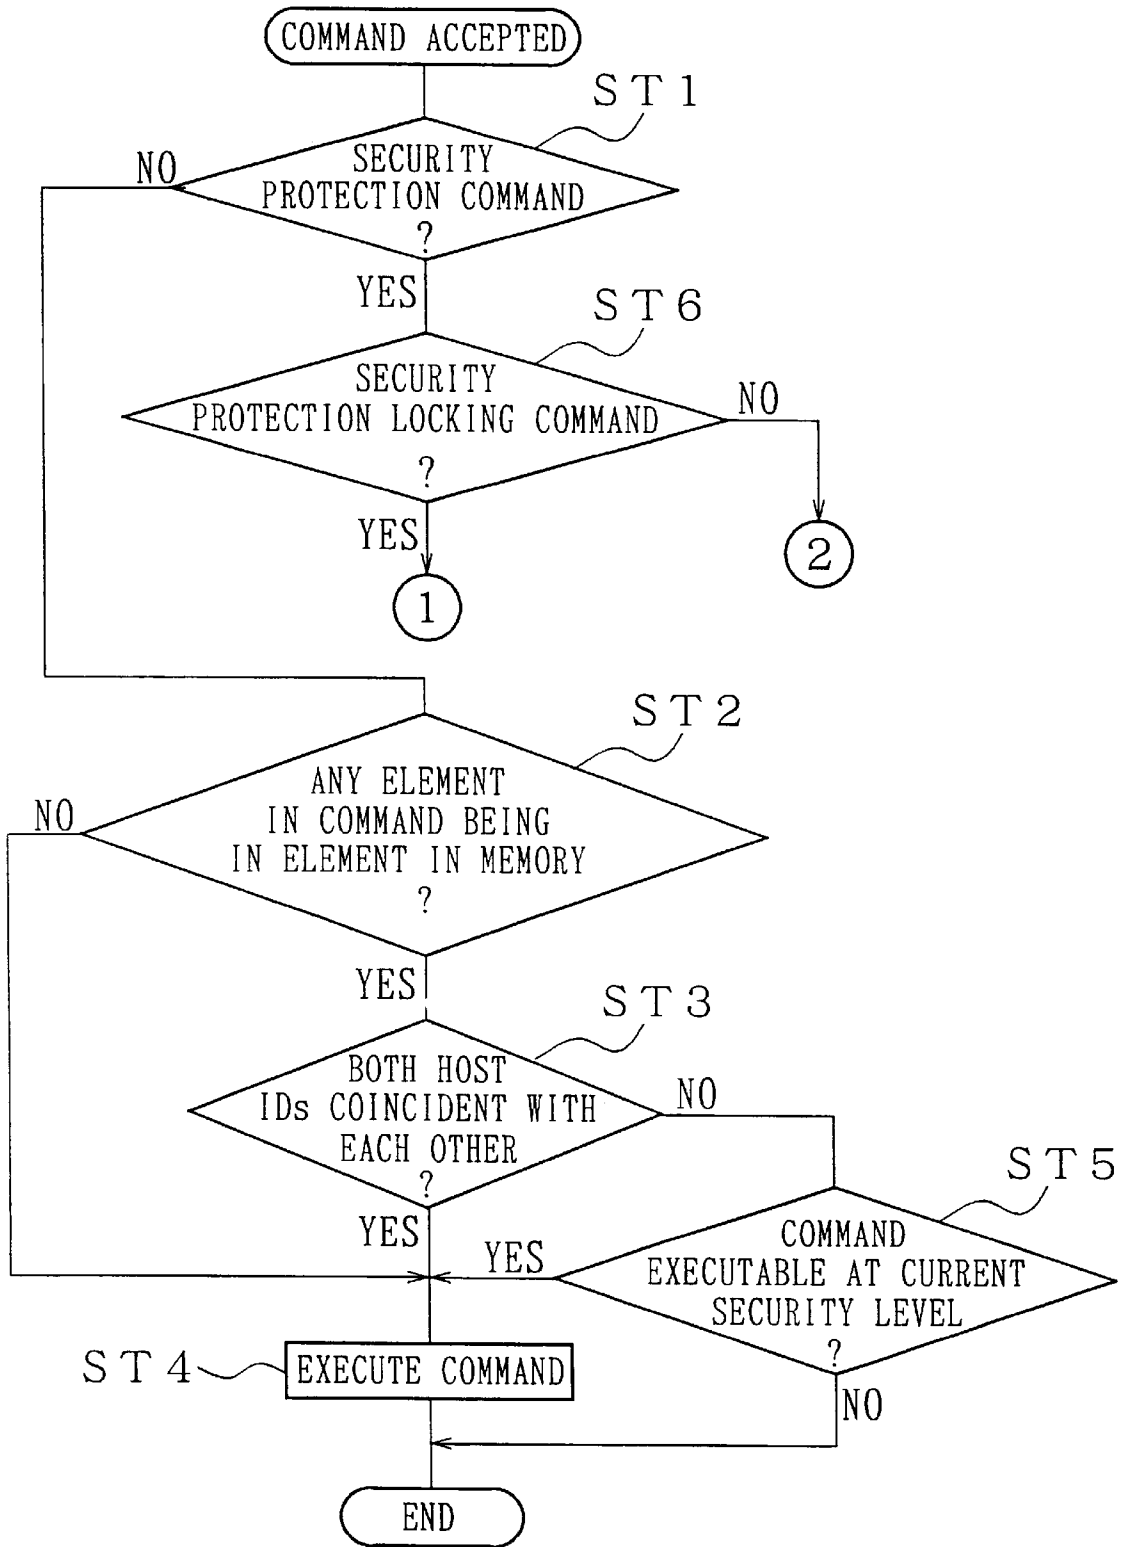 COMMAND ACCEPTED
ST1
NO
SECURITY
PROTECTION COMMAND
?
YES
ST6
SECURITY
PROTECTION LOCKING COMMAND
?
NO
YES
2
1
ST2
NO
ANY ELEMENT
IN COMMAND BEING
IN ELEMENT IN MEMORY
?
YES
ST3
BOTH HOST
IDs COINCIDENT WITH
EACH OTHER
?
NO
YES
ST5
YES
COMMAND
EXECUTABLE AT CURRENT
SECURITY LEVEL
?
ST4
EXECUTE COMMAND
NO
END